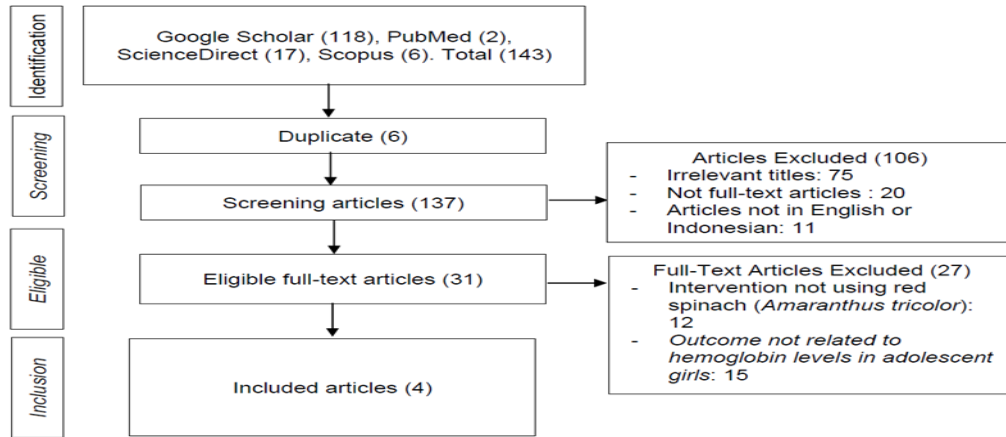 Identification
Google Scholar (118), PubMed (2),
ScienceDirect (17), Scopus (6). Total (143)
Screening
Duplicate (6)
Screening articles (137)
Articles Excluded (106)
- Irrelevant titles: 75
- Not full-text articles : 20
- Articles not in English or
Indonesian: 11
Eligible
Eligible full-text articles (31)
Full-Text Articles Excluded (27)
- Intervention not using red
spinach (Amaranthus tricolor):
12
- Outcome not related to
hemoglobin levels in adolescent
girls: 15
Inclusion
Included articles (4)